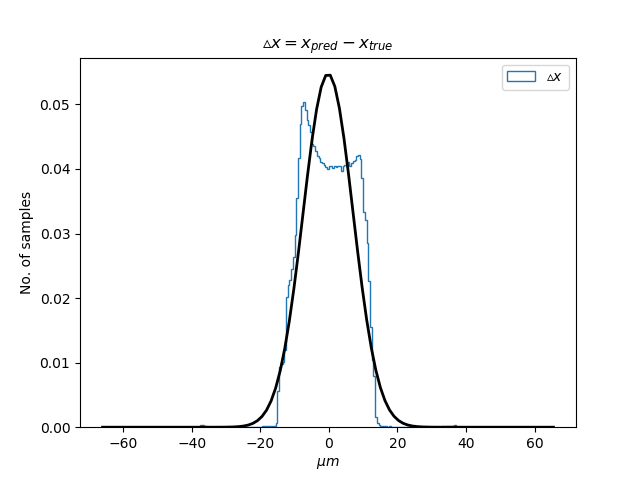 △x = x_pred − x_true
△x
No. of samples
0.05
0.04
0.03
0.02
0.01
0.00
−60 −40 −20 0 20 40 60
μm